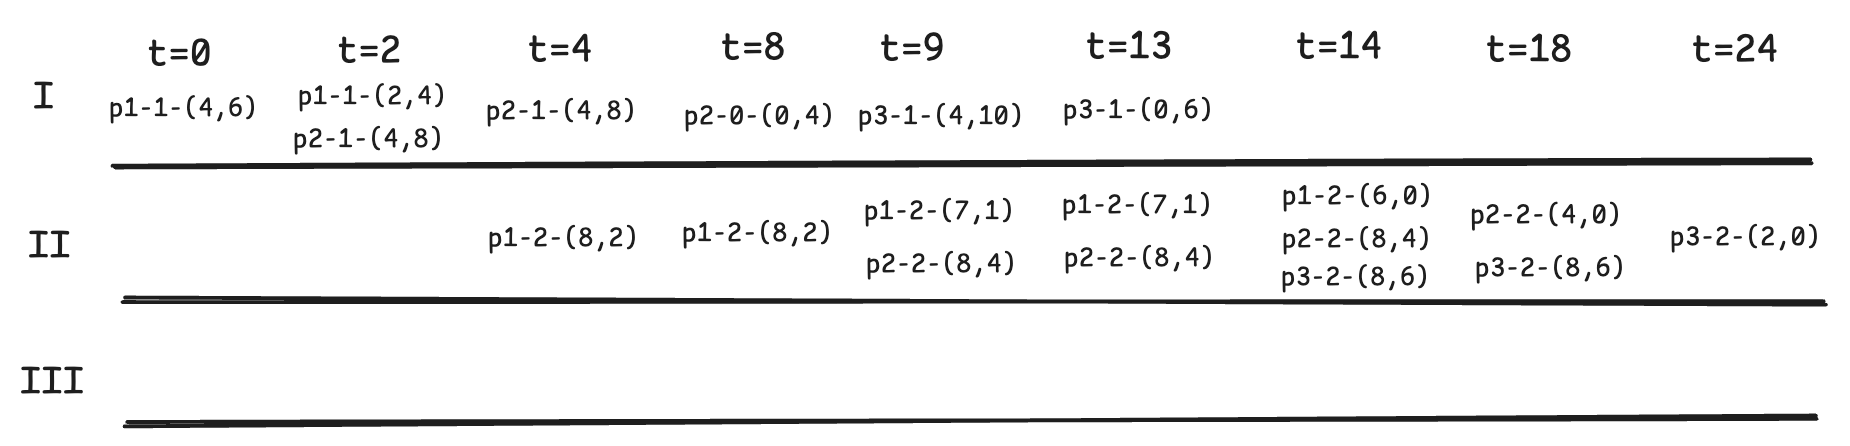 t=0 t=2 t=4 t=8 t=9 t=13 t=14 t=18 t=24
I p1-1-(4,6) p1-1-(2,4) p2-1-(4,8) p2-0-(0,4) p3-1-(4,10) p3-1-(0,6)
p2-1-(4,8)
p1-2-(7,1) p1-2-(7,1) p1-2-(6,0)
II p1-2-(8,2) p1-2-(8,2) p2-2-(8,4) p2-2-(4,0) p3-2-(2,0)
p2-2-(8,4) p2-2-(8,4) p3-2-(8,6) p3-2-(8,6)
III